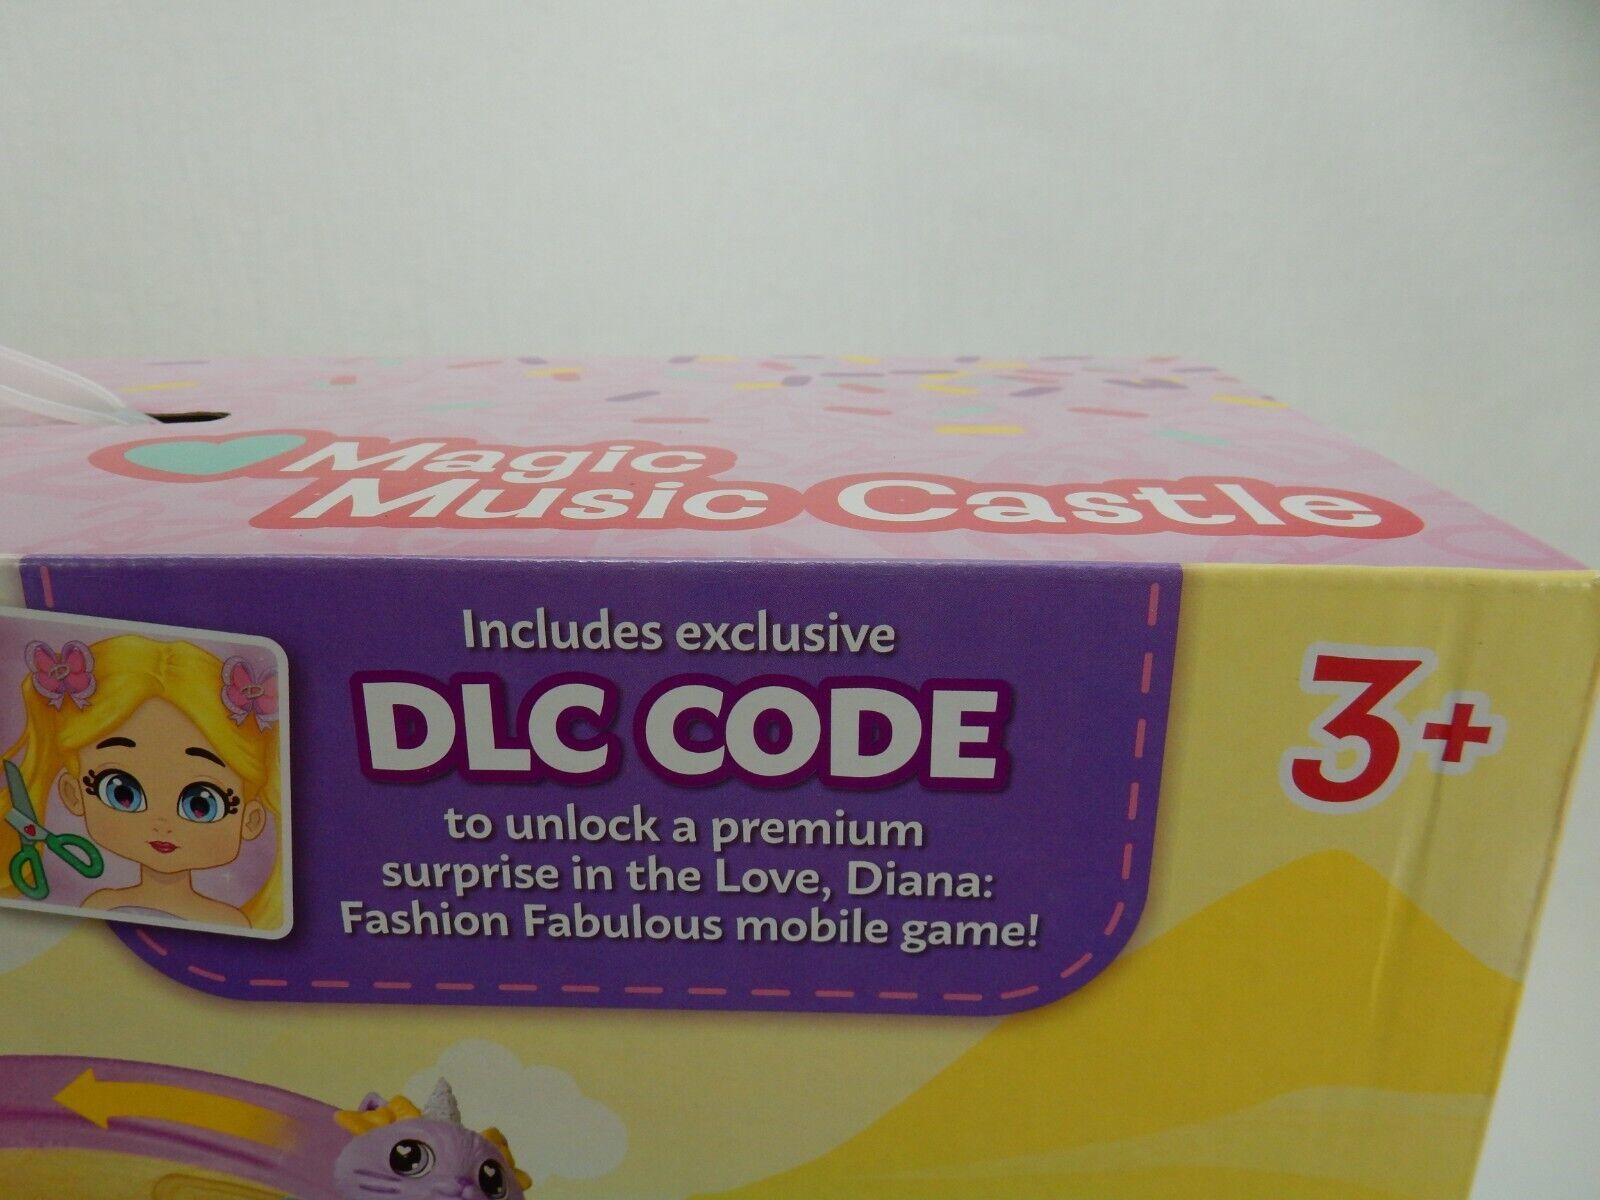 Magic
Music Castle
Includes exclusive
DLC CODE
to unlock a premium
surprise in the Love, Diana:
Fashion Fabulous mobile game!
3+